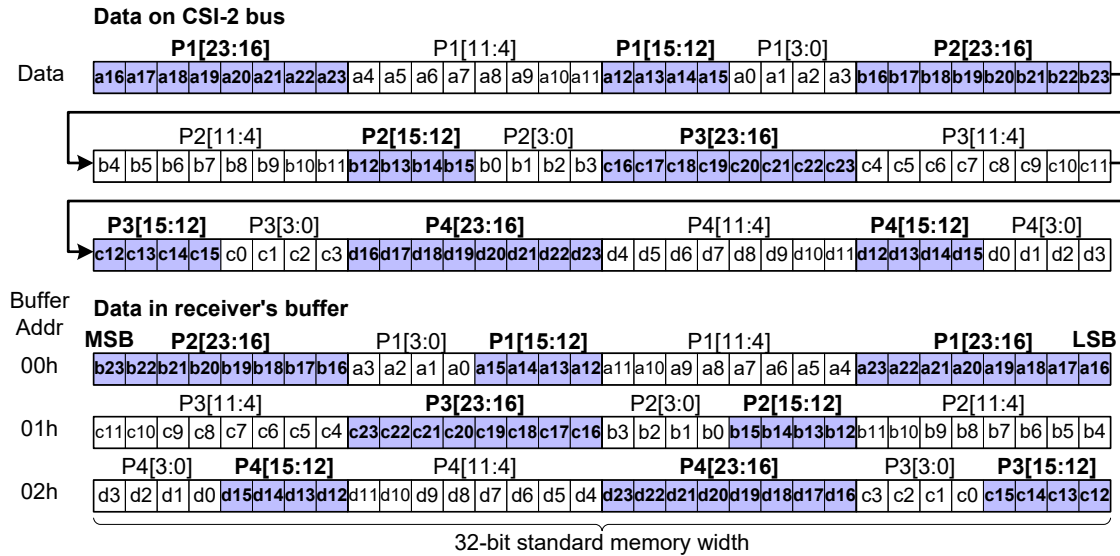 Data on CSI-2 bus
P1[23:16] P1[11:4] P1[15:12] P1[3:0] P2[23:16]
Data a16 a17 a18 a19 a20 a21 a22 a23 a4 a5 a6 a7 a8 a9 a10 a11 a12 a13 a14 a15 a0 a1 a2 a3 b16 b17 b18 b19 b20 b21 b22 b23
P2[11:4] P2[15:12] P2[3:0] P3[23:16] P3[11:4]
b4 b5 b6 b7 b8 b9 b10 b11 b12 b13 b14 b15 b0 b1 b2 b3 c16 c17 c18 c19 c20 c21 c22 c23 c4 c5 c6 c7 c8 c9 c10 c11
P3[15:12] P3[3:0] P4[23:16] P4[11:4] P4[15:12] P4[3:0]
c12 c13 c14 c15 c0 c1 c2 c3 d16 d17 d18 d19 d20 d21 d22 d23 d4 d5 d6 d7 d8 d9 d10 d11 d12 d13 d14 d15 d0 d1 d2 d3
Buffer Addr
Data in receiver's buffer
MSB P2[23:16] P1[3:0] P1[15:12] P1[11:4] P1[23:16] LSB
00h b23 b22 b21 b20 b19 b18 b17 b16 a3 a2 a1 a0 a15 a14 a13 a12 a11 a10 a9 a8 a7 a6 a5 a4 a23 a22 a21 a20 a19 a18 a17 a16
P3[11:4] P3[23:16] P2[3:0] P2[15:12] P2[11:4]
01h c11 c10 c9 c8 c7 c6 c5 c4 c23 c22 c21 c20 c19 c18 c17 c16 b3 b2 b1 b0 b15 b14 b13 b12 b11 b10 b9 b8 b7 b6 b5 b4
P4[3:0] P4[15:12] P4[11:4] P4[23:16] P3[3:0] P3[15:12]
02h d3 d2 d1 d0 d15 d14 d13 d12 d11 d10 d9 d8 d7 d6 d5 d4 d23 d22 d21 d20 d19 d18 d17 d16 c3 c2 c1 c0 c15 c14 c13 c12
32-bit standard memory width